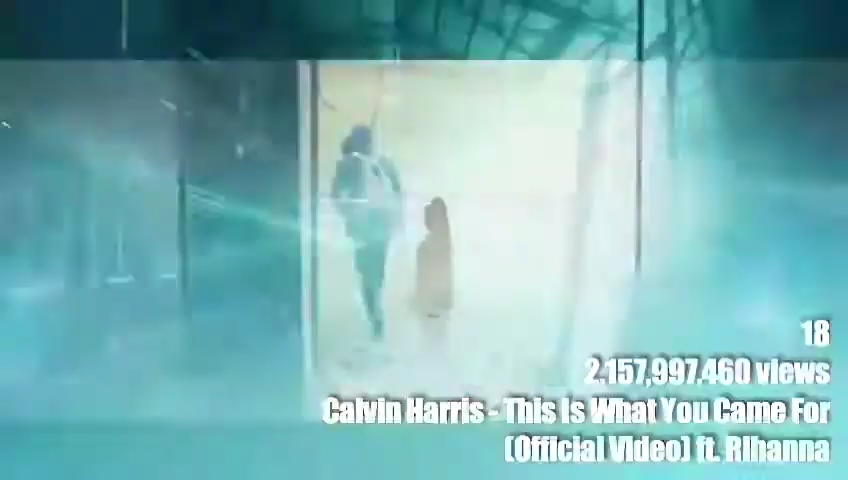 18
2,157,997,460 views
Calvin Harris - This Is What You Came For
(Official Video) ft. Rihanna